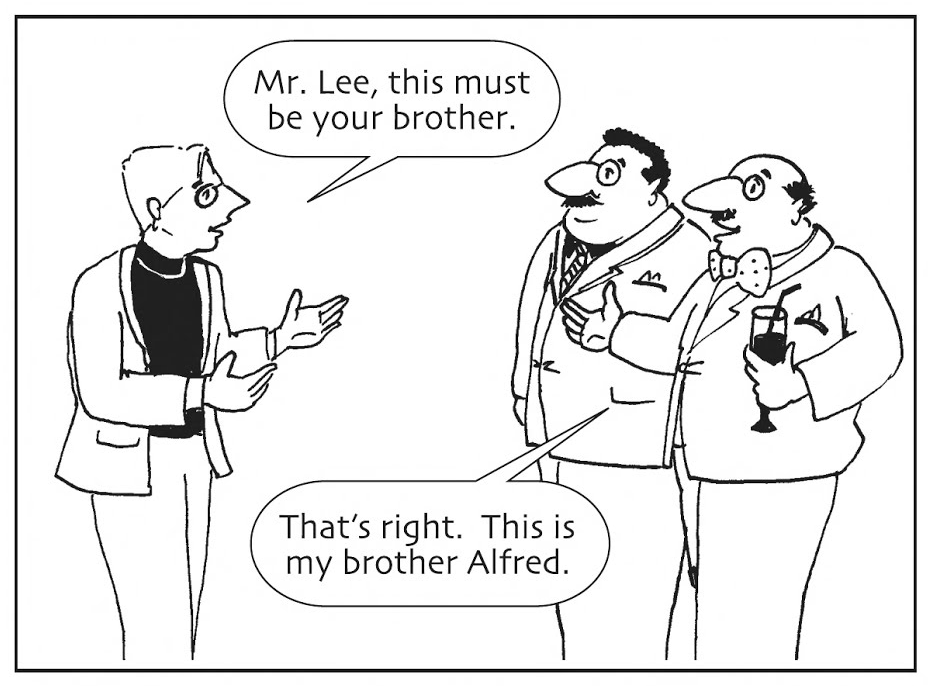 Mr. Lee, this must
be your brother.
That's right. This is
my brother Alfred.